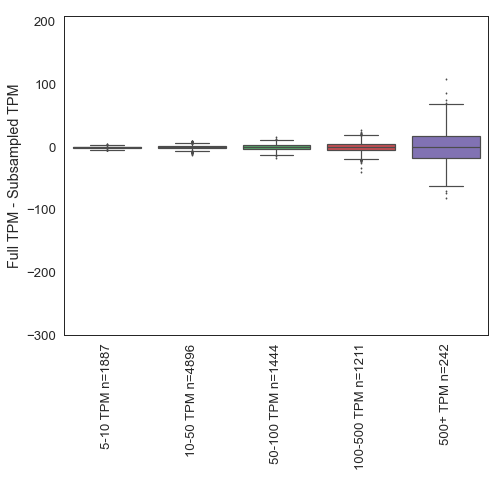 Full TPM - Subsampled TPM
200
100
0
−100
−200
−300
5-10 TPM n=1887
10-50 TPM n=4896
50-100 TPM n=1444
100-500 TPM n=1211
500+ TPM n=242